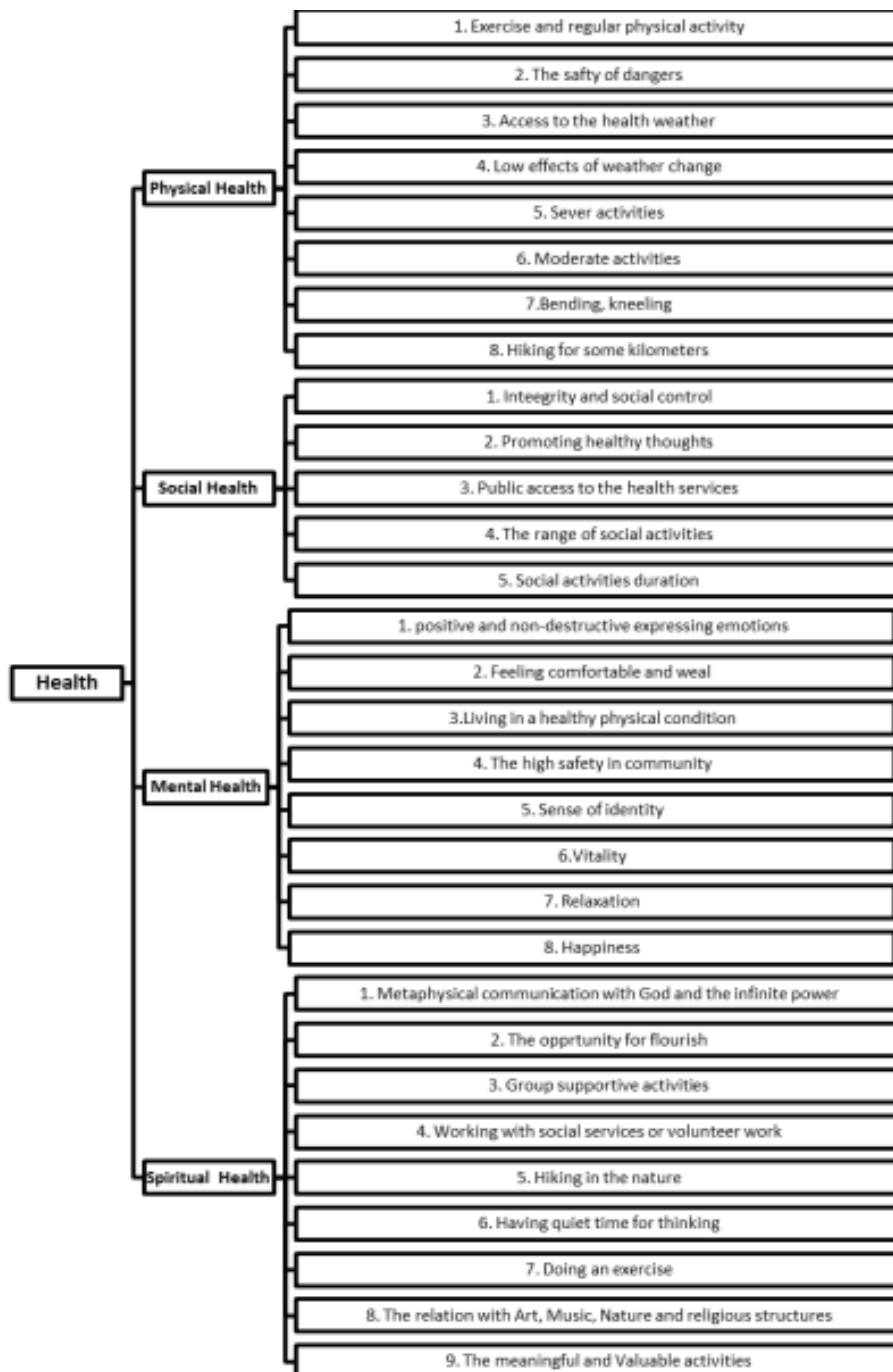 Health
Physical Health
1. Exercise and regular physical activity
2. The safty of dangers
3. Access to the health weather
4. Low effects of weather change
5. Sever activities
6. Moderate activities
7.Bending, kneeling
8. Hiking for some kilometers
Social Health
1. Inteegrity and social control
2. Promoting healthy thoughts
3. Public access to the health services
4. The range of social activities
5. Social activities duration
Mental Health
1. positive and non-destructive expressing emotions
2. Feeling comfortable and weal
3.Living in a healthy physical condition
4. The high safety in community
5. Sense of identity
6.Vitality
7. Relaxation
8. Happiness
Spiritual Health
1. Metaphysical communication with God and the infinite power
2. The opprtunity for flourish
3. Group supportive activities
4. Working with social services or volunteer work
5. Hiking in the nature
6. Having quiet time for thinking
7. Doing an exercise
8. The relation with Art, Music, Nature and religious structures
9. The meaningful and Valuable activities